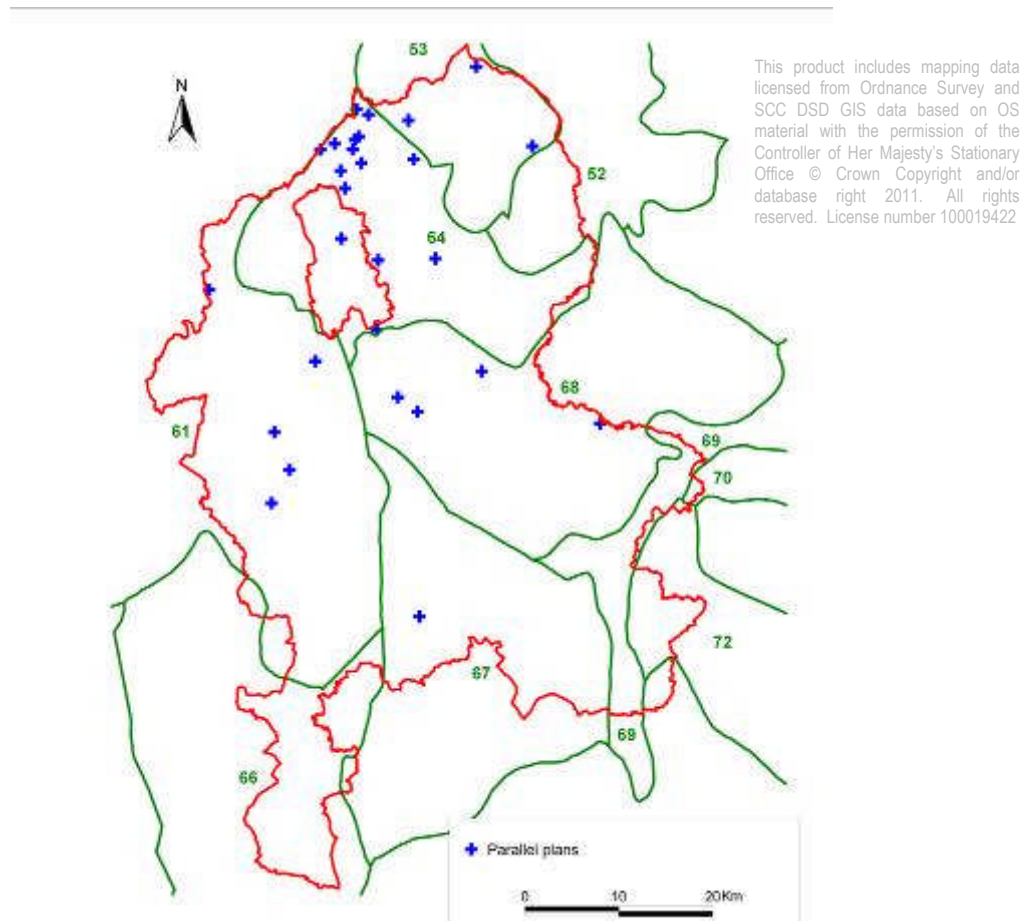 53
This product includes mapping data
licensed from Ordnance Survey and
SCC DSD GIS data based on OS
material with the permission of the
Controller of Her Majesty's Stationary
Office © Crown Copyright and/or
database right 2011. All rights
reserved. License number 100019422
N
52
64
68
61
69
70
72
67
69
66
Parallel plans
0 10 20Km